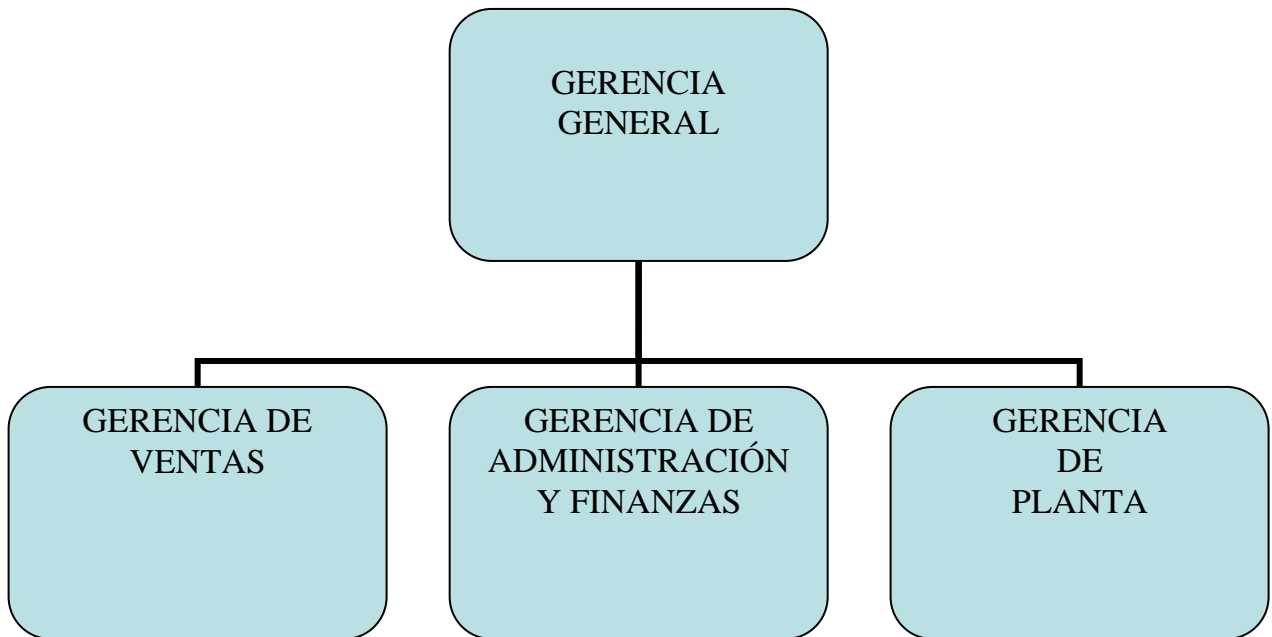 GERENCIA
GENERAL
GERENCIA DE
VENTAS
GERENCIA DE
ADMINISTRACIÓN
Y FINANZAS
GERENCIA
DE
PLANTA